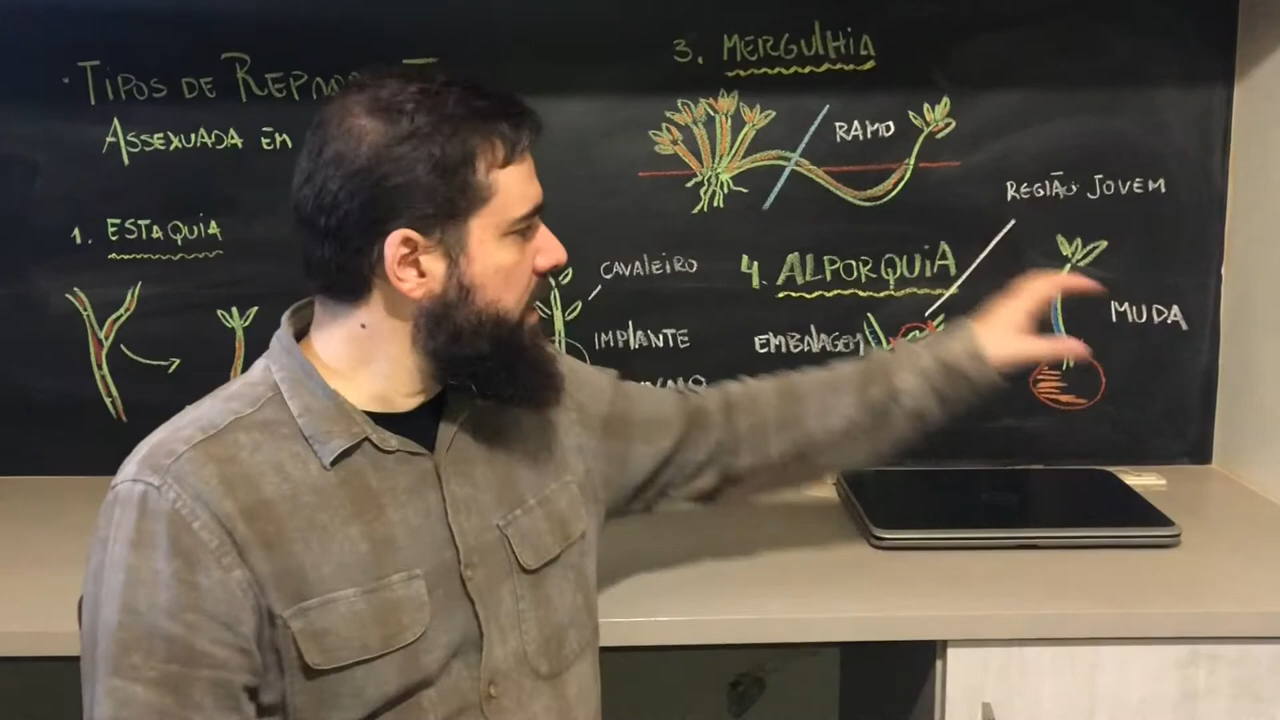 · TIPOS DE
ASSEXUADA EM
1. ESTAQUIA
CAVALEIRO
IMPLANTE
3. MERGULHIA
RAMO
REGIÃO JOVEM
4. ALPORQUIA
EMBALAGEM
MUDA